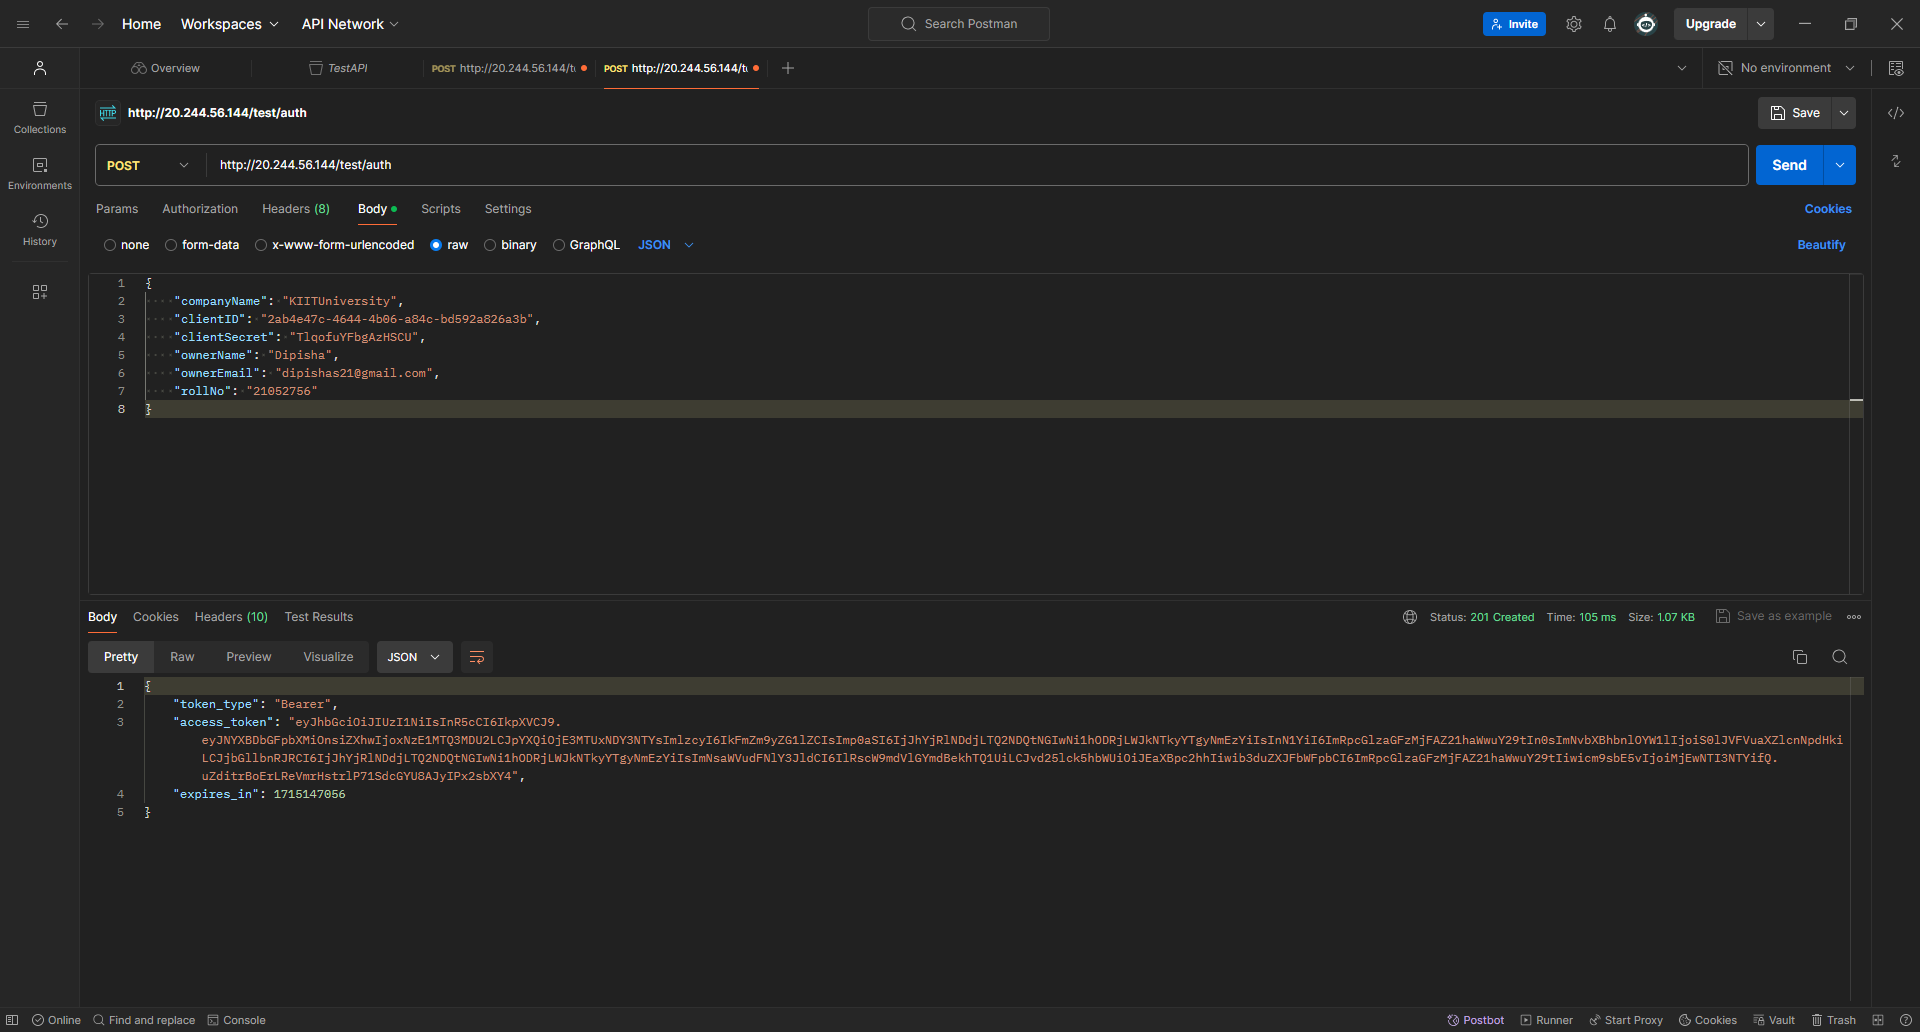 Home Workspaces API Network Search Postman Invite Upgrade
Overview TestAPI POST http://20.244.56.144/t POST http://20.244.56.144/t No environment
HTTP http://20.244.56.144/test/auth Save
Collections
POST http://20.244.56.144/test/auth Send
Environments
Params Authorization Headers (8) Body Scripts Settings Cookies
History
none form-data x-www-form-urlencoded raw binary GraphQL JSON Beautify
1 {
2 "companyName": "KIITUniversity",
3 "clientID": "2ab4e47c-4644-4b06-a84c-bd592a826a3b",
4 "clientSecret": "TlqofuYFbgAzHSCU",
5 "ownerName": "Dipisha",
6 "ownerEmail": "dipishas21@gmail.com",
7 "rollNo": "21052756"
8 }
Body Cookies Headers (10) Test Results Status: 201 Created Time: 105 ms Size: 1.07 KB Save as example
Pretty Raw Preview Visualize JSON
1 {
2 "token_type": "Bearer",
3 "access_token": "eyJhbGciOiJIUzI1NiIsInR5cCI6IkpXVCJ9.
eyJNYXBDbGFpbXMiOnsiZXhwIjoxNzE1MTQ3MDU2LCJpYXQiOjE3MTUxNDY3NTYsImlzcyI6IkFmZm9yZG1lZCIsImp0aSI6IjJhYjRlNDdjLTQ2NDQtNGIwNi1hODRjLWJkNTkyYTgyNmEzYiIsInN1YiI6ImRpcGlzaGFzMjFAZ21haWwuY29tIn0sImNvbXBhbnlOYW1lIjoiS0lJVFVuaXZlcnNpdHki
LCJjbGllbnRJRCI6IjJhYjRlNDdjLTQ2NDQtNGIwNi1hODRjLWJkNTkyYTgyNmEzYiIsImNsaWVudFNlY3JldCI6IlRscW9mdVlGYmdBekhTQ1UiLCJvd25lck5hbWUiOiJEaXBpc2hhIiwib3duZXJFbWFpbCI6ImRpcGlzaGFzMjFAZ21haWwuY29tIiwicm9sbE5vIjoiMjEwNTI3NTYifQ.
uZditrBoErLReVmrHstrlP71SdcGYU8AJyIPx2sbXY4",
4 "expires_in": 1715147056
5 }
Online Find and replace Console Postbot Runner Start Proxy Cookies Vault Trash